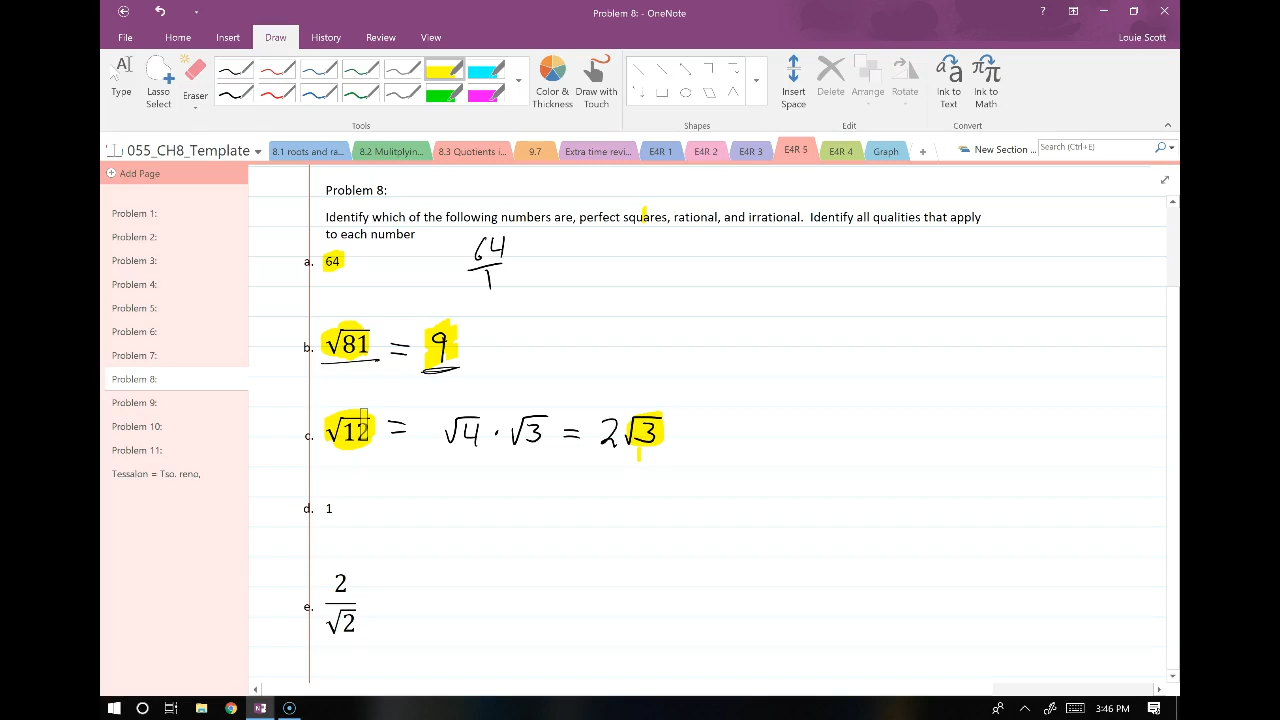 Problem 8: - OneNote
File Home Insert Draw History Review View Louie Scott
Type Lasso Select Eraser Color & Thickness Draw with Touch Insert Space Delete Arrange Rotate Ink to Text Ink to Math
Tools Shapes Edit Convert
055_CH8_Template 8.1 roots and ra... 8.2 Mulitplyin... 8.3 Quotients i... 9.7 Extra time revi... E4R 1 E4R 2 E4R 3 E4R 5 E4R 4 Graph New Section ... Search (Ctrl+E)
Add Page
Problem 1:
Problem 2:
Problem 3:
Problem 4:
Problem 5:
Problem 6:
Problem 7:
Problem 8:
Problem 9:
Problem 10:
Problem 11:
Tessalon = Tso. reno,
Problem 8:
Identify which of the following numbers are, perfect squares, rational, and irrational. Identify all qualities that apply
to each number
a. 64 64/1
b. √81 = 9
c. √12 = √4 · √3 = 2√3
d. 1
e. 2/√2
3:46 PM